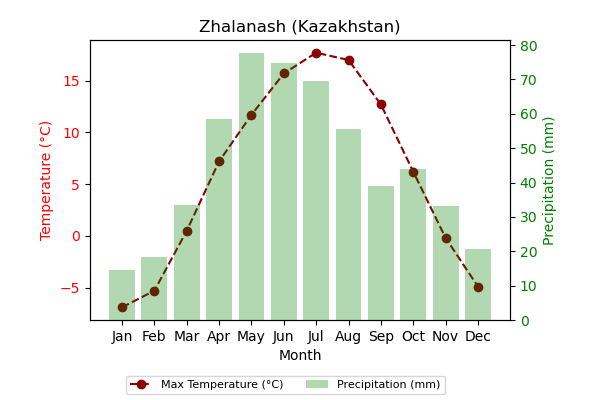 Zhalanash (Kazakhstan)
Temperature (°C)
15
10
5
0
−5
80
70
60
50
40
30
20
10
0
Precipitation (mm)
Jan Feb Mar Apr May Jun Jul Aug Sep Oct Nov Dec
Month
Max Temperature (°C) Precipitation (mm)